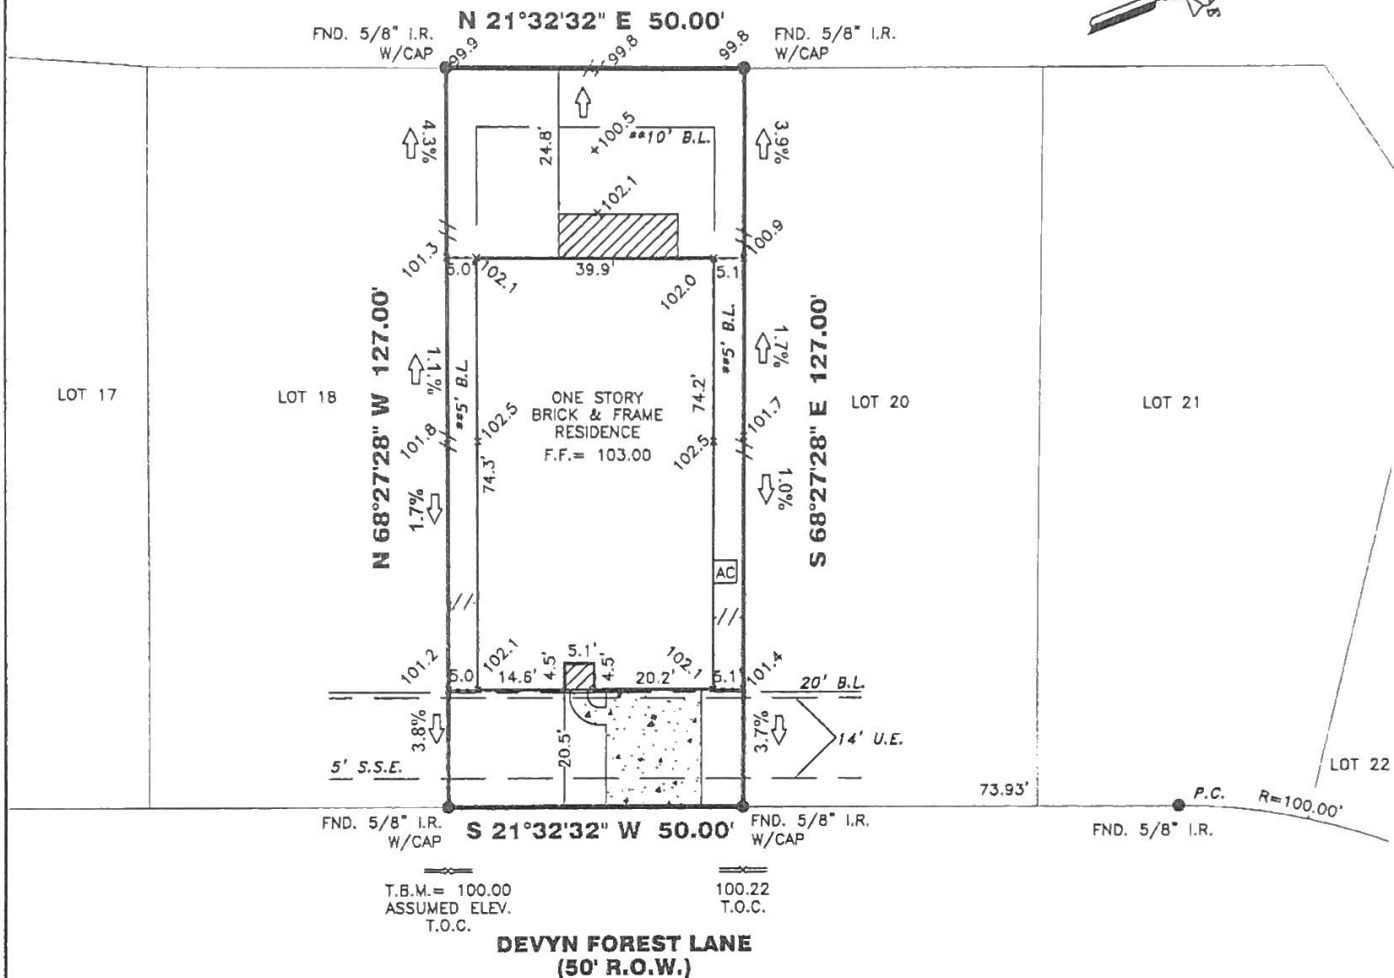 N 21°32'32" E 50.00'
FND. 5/8" I.R.
W/CAP
FND. 5/8" I.R.
W/CAP
E
99.9
99.8
99.8
4.3%
24.8'
100.5
**10' B.L.
3.9%
102.1
101.3
5.0'
102.1
39.9'
102.0
5.1
100.9
N 68°27'28" W 127.00'
S 68°27'28" E 127.00'
1.1%
**5' B.L.
**5' B.L.
1.7%
74.2'
LOT 17
LOT 18
ONE STORY
BRICK & FRAME
RESIDENCE
F.F.= 103.00
LOT 20
LOT 21
101.8
102.5
102.5
101.7
74.3'
1.7%
1.0%
AC
101.2
5.0
102.1
14.6'
4.5'
5.1'
4.5'
20.2'
102.1
5.1'
101.4
20' B.L.
3.8%
20.5'
3.7%
14' U.E.
5' S.S.E.
LOT 22
73.93'
P.C.
R=100.00'
FND. 5/8" I.R.
W/CAP
S 21°32'32" W 50.00'
FND. 5/8" I.R.
W/CAP
FND. 5/8" I.R.
T.B.M.= 100.00
ASSUMED ELEV.
T.O.C.
100.22
T.O.C.
DEVYN FOREST LANE
(50' R.O.W.)